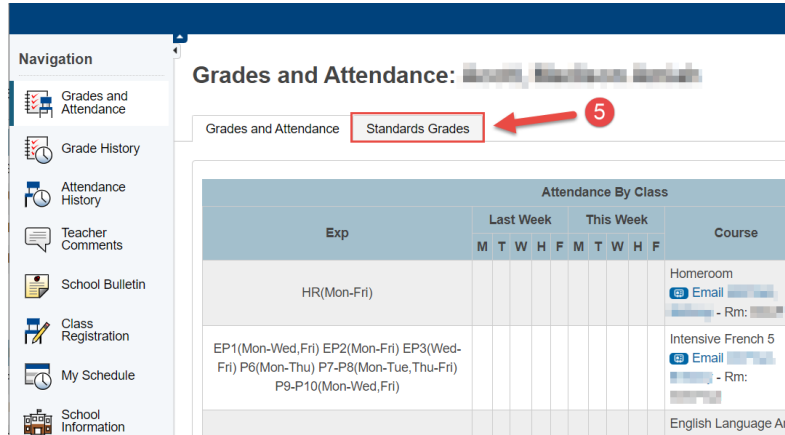 Navigation
Grades and
Attendance
Grade History
Attendance
History
Teacher
Comments
School Bulletin
Class
Registration
My Schedule
School
Information
Grades and Attendance:
Grades and Attendance
Standards Grades
5
Attendance By Class
Exp
Last Week
This Week
Course
M T W H F M T W H F
HR(Mon-Fri)
Homeroom
Email
- Rm:
EP1(Mon-Wed,Fri) EP2(Mon-Fri) EP3(Wed-
Fri) P6(Mon-Thu) P7-P8(Mon-Tue,Thu-Fri)
P9-P10(Mon-Wed,Fri)
Intensive French 5
Email
- Rm:
English Language